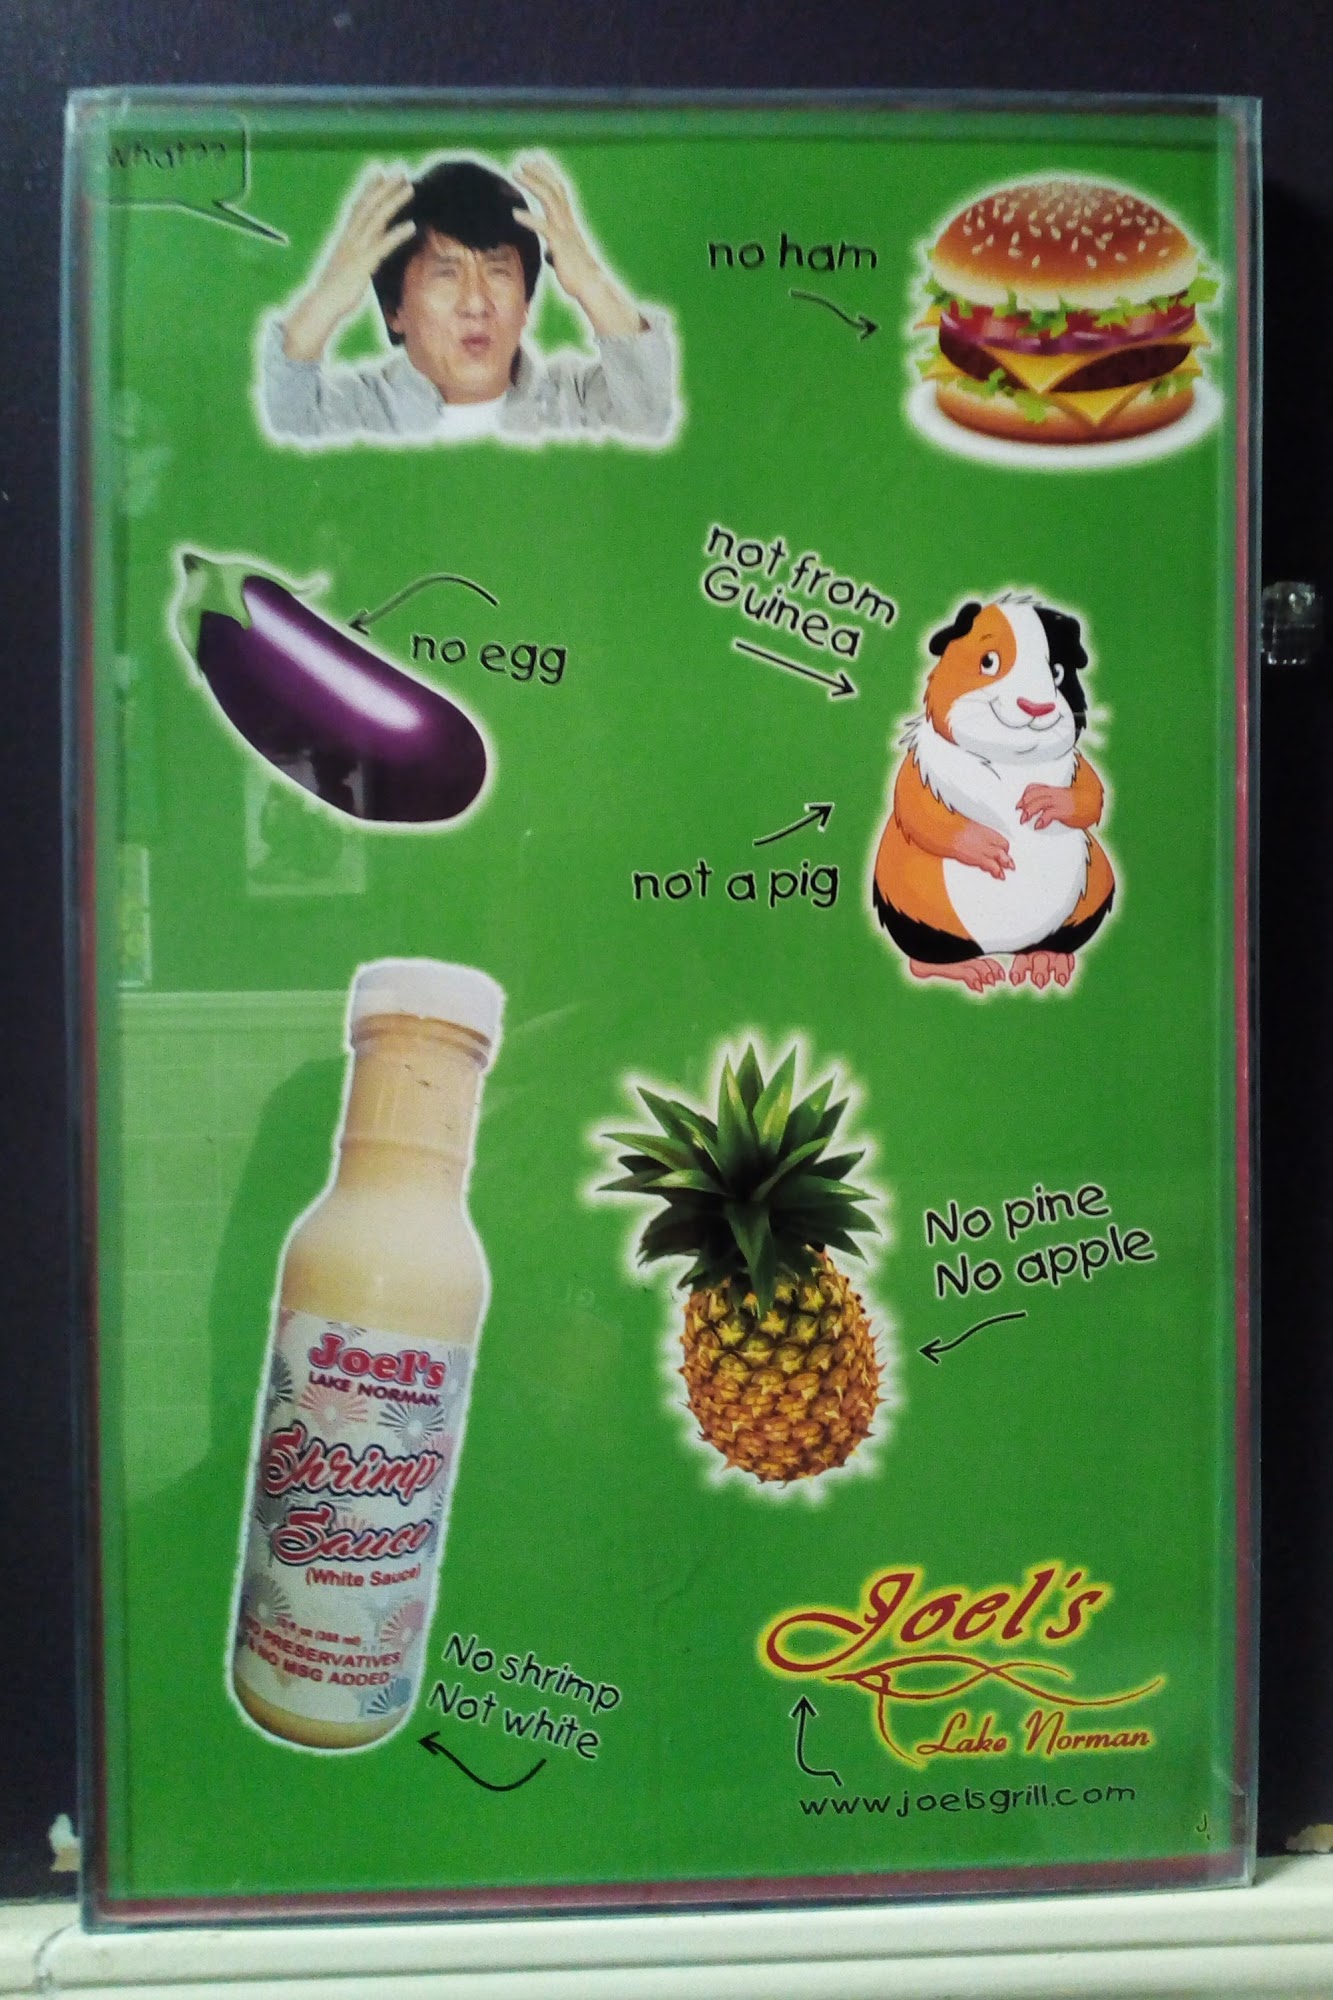 what??
no ham
no egg
not from
Guinea
not a pig
No pine
No apple
Joel's
LAKE NORMAN
Shrimp
Sauce
(White Sauce)
NO PRESERVATIVES
NO MSG ADDED
No shrimp
Not white
Joel's
Lake Norman
www.joelsgrill.com